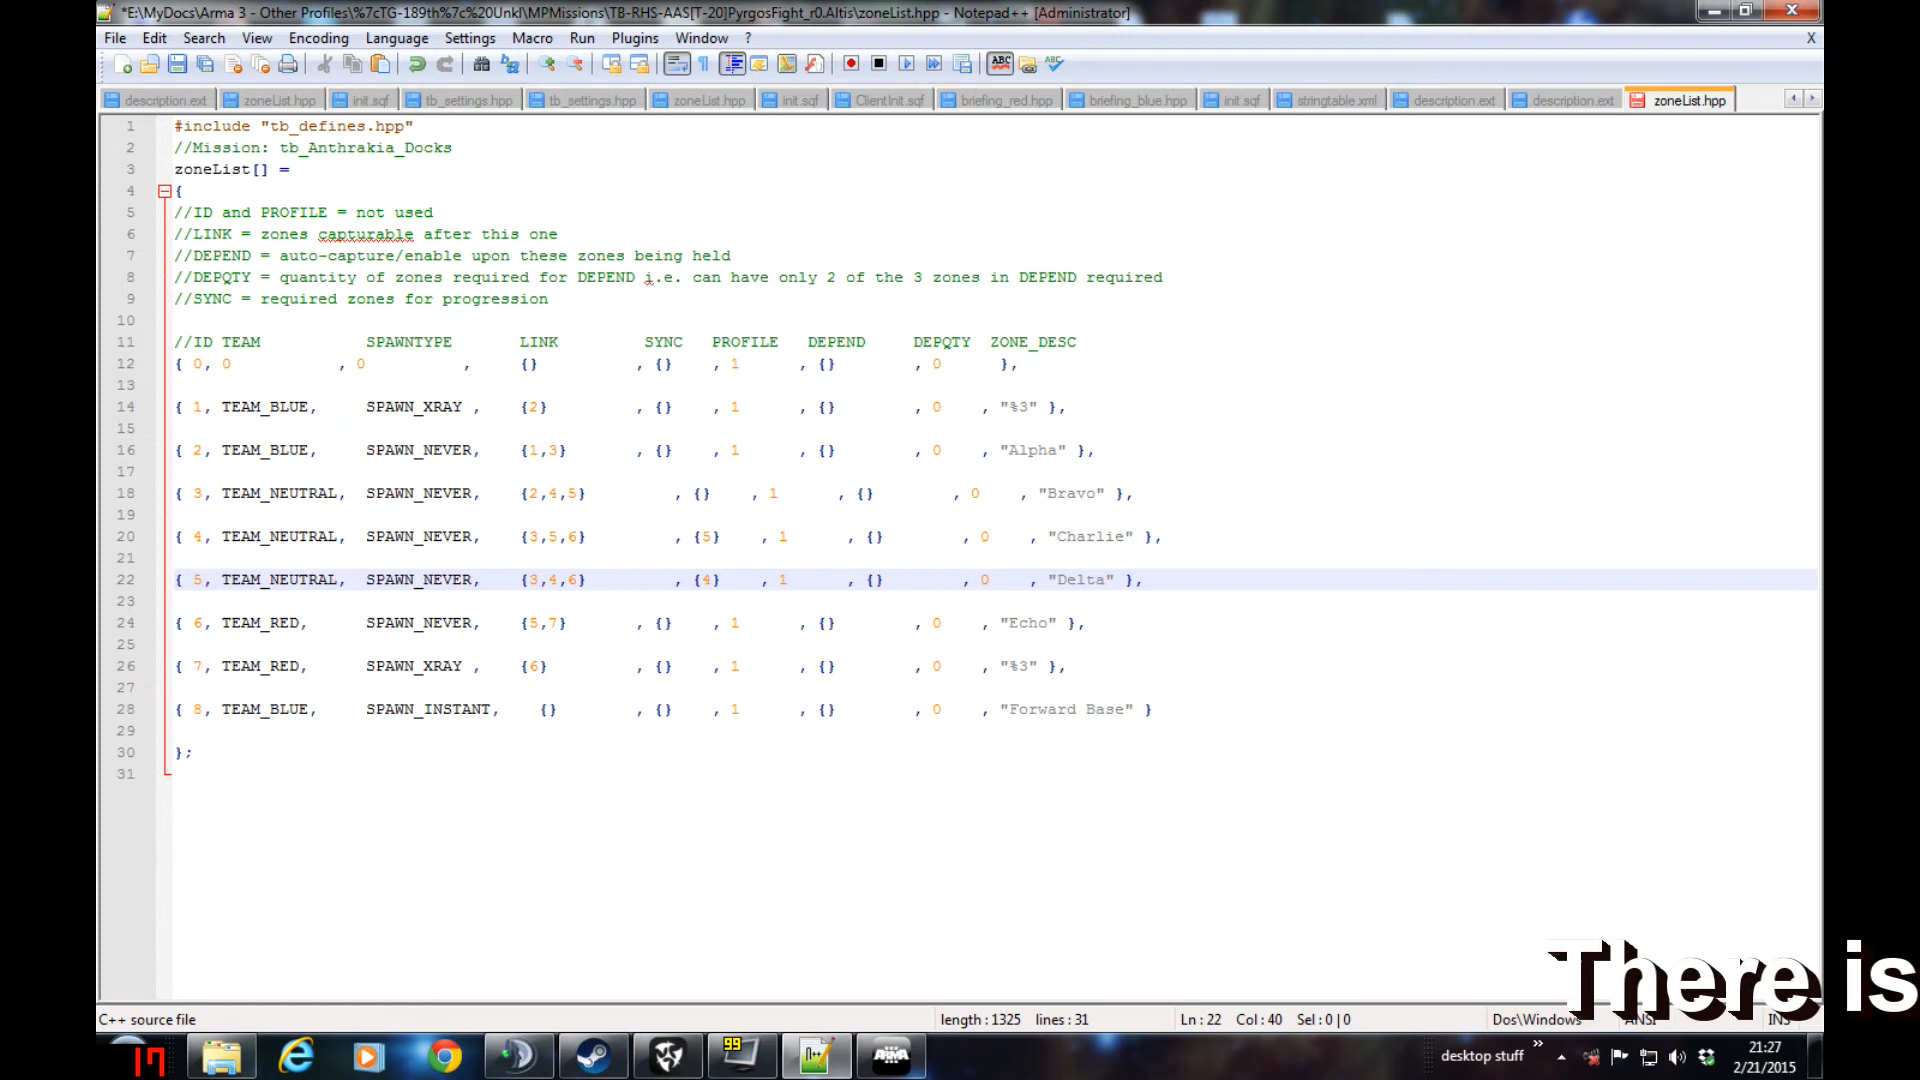 *E:\MyDocs\Arma 3 - Other Profiles\%7cTG-189th%7c%20Unkl\MPMissions\TB-RHS-AAS[T-20]PyrgosFight_r0.Altis\zoneList.hpp - Notepad++ [Administrator]
File Edit Search View Encoding Language Settings Macro Run Plugins Window ? X
description.ext zoneList.hpp init.sqf tb_settings.hpp tb_settings.hpp zoneList.hpp init.sqf ClientInit.sqf briefing_red.hpp briefing_blue.hpp init.sqf stringtable.xml description.ext description.ext zoneList.hpp
1 #include "tb_defines.hpp"
2 //Mission: tb_Anthrakia_Docks
3 zoneList[] =
4 {
5 //ID and PROFILE = not used
6 //LINK = zones capturable after this one
7 //DEPEND = auto-capture/enable upon these zones being held
8 //DEPQTY = quantity of zones required for DEPEND i.e. can have only 2 of the 3 zones in DEPEND required
9 //SYNC = required zones for progression
10
11 //ID TEAM SPAWNTYPE LINK SYNC PROFILE DEPEND DEPQTY ZONE_DESC
12 { 0, 0 , 0 , {} , {} , 1 , {} , 0 },
13
14 { 1, TEAM_BLUE, SPAWN_XRAY , {2} , {} , 1 , {} , 0 , "%3" },
15
16 { 2, TEAM_BLUE, SPAWN_NEVER, {1,3} , {} , 1 , {} , 0 , "Alpha" },
17
18 { 3, TEAM_NEUTRAL, SPAWN_NEVER, {2,4,5} , {} , 1 , {} , 0 , "Bravo" },
19
20 { 4, TEAM_NEUTRAL, SPAWN_NEVER, {3,5,6} , {5} , 1 , {} , 0 , "Charlie" },
21
22 { 5, TEAM_NEUTRAL, SPAWN_NEVER, {3,4,6} , {4} , 1 , {} , 0 , "Delta" },
23
24 { 6, TEAM_RED, SPAWN_NEVER, {5,7} , {} , 1 , {} , 0 , "Echo" },
25
26 { 7, TEAM_RED, SPAWN_XRAY , {6} , {} , 1 , {} , 0 , "%3" },
27
28 { 8, TEAM_BLUE, SPAWN_INSTANT, {} , {} , 1 , {} , 0 , "Forward Base" }
29
30 };
31
There is
C++ source file length : 1325 lines : 31 Ln : 22 Col : 40 Sel : 0 | 0 Dos\Windows ANSI INS
17 99 ARMA desktop stuff » 21:27
2/21/2015